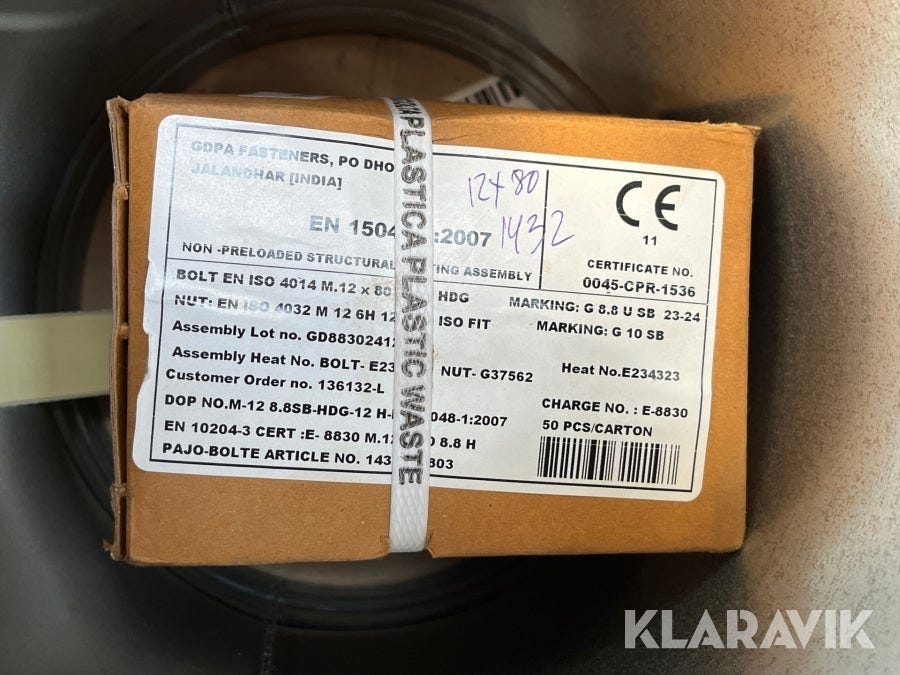 GDPA FASTENERS, PO DHO
JALANDHAR [INDIA]
12x80
1432
EN 1504 :2007
NON -PRELOADED STRUCTURAL TING ASSEMBLY
CE
11
CERTIFICATE NO.
0045-CPR-1536
BOLT EN ISO 4014 M.12 x 80 HDG MARKING: G 8.8 U SB 23-24
NUT: EN ISO 4032 M 12 6H 12 ISO FIT MARKING: G 10 SB
Assembly Lot no. GD88302412
Assembly Heat No. BOLT- E23 NUT- G37562 Heat No.E234323
Customer Order no. 136132-L
DOP NO.M-12 8.8SB-HDG-12 H- 048-1:2007
CHARGE NO. : E-8830
EN 10204-3 CERT :E- 8830 M.12 D 8.8 H
50 PCS/CARTON
PAJO-BOLTE ARTICLE NO. 143 803
PLASTICA PLASTIC WASTE
KLARAVIK